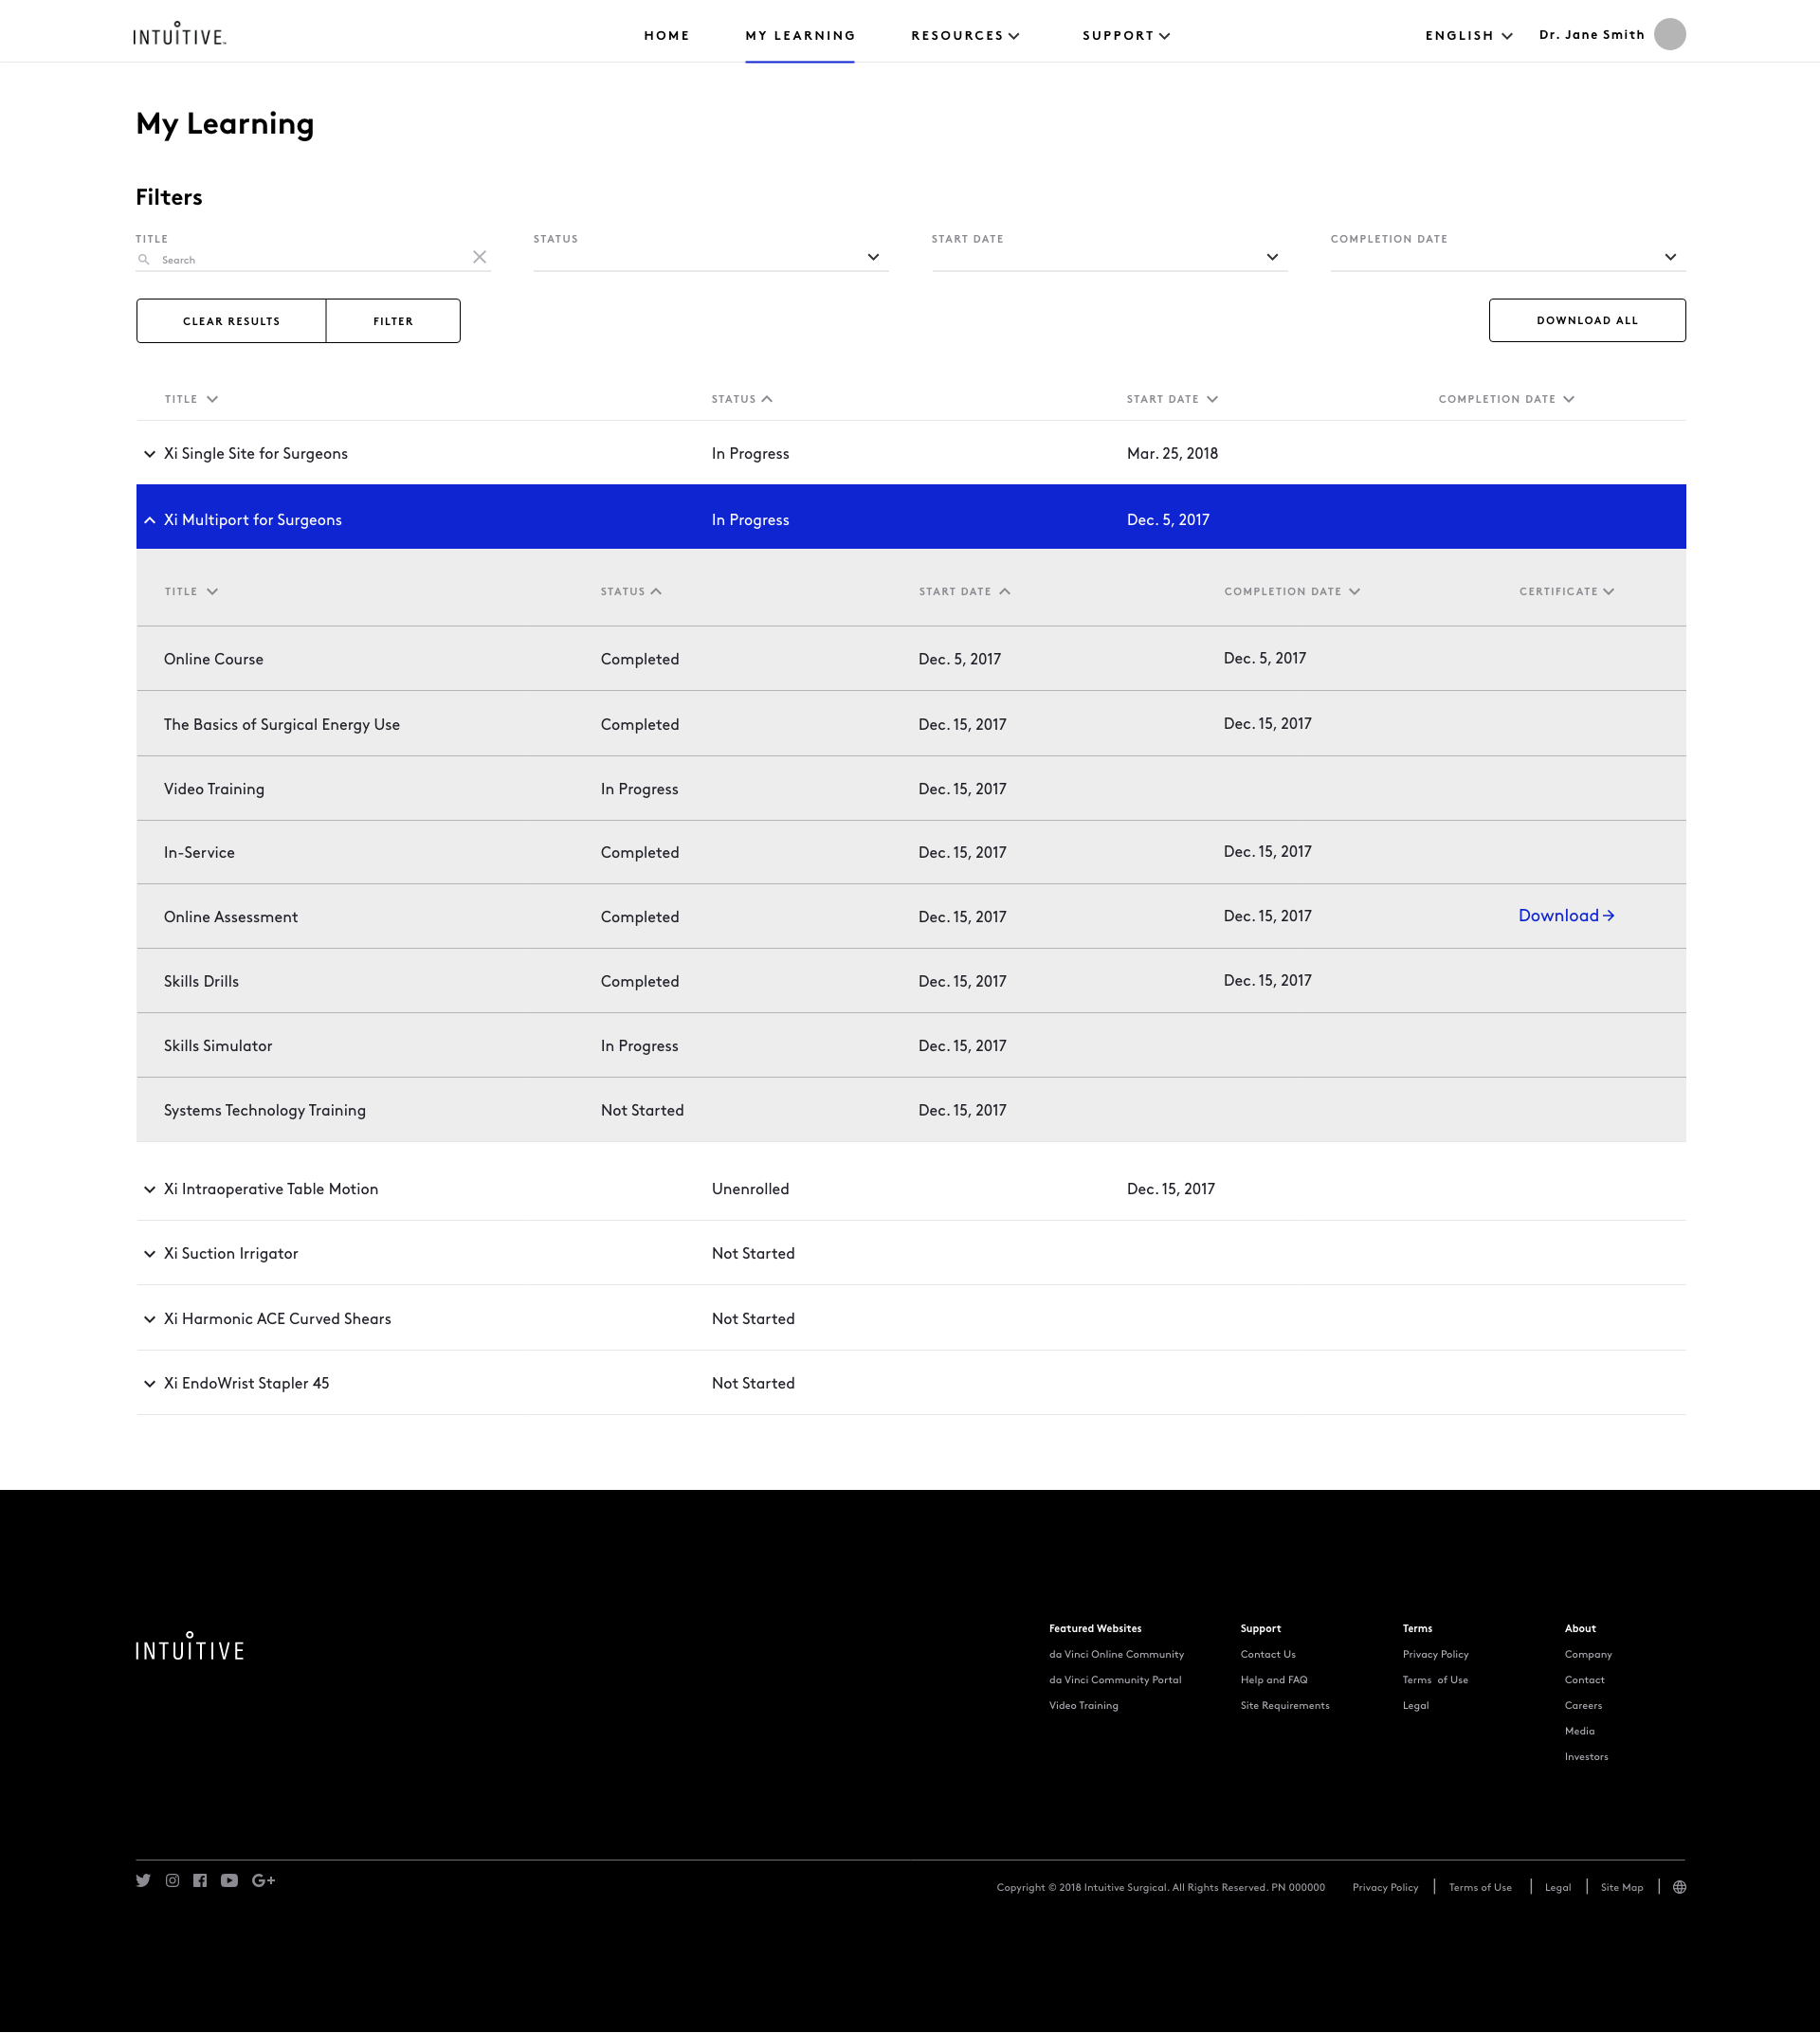 INTUITIVE™ HOME MY LEARNING RESOURCES SUPPORT ENGLISH Dr. Jane Smith
My Learning
Filters
TITLE STATUS START DATE COMPLETION DATE
Search
CLEAR RESULTS FILTER DOWNLOAD ALL
TITLE STATUS START DATE COMPLETION DATE
Xi Single Site for Surgeons In Progress Mar. 25, 2018
Xi Multiport for Surgeons In Progress Dec. 5, 2017
TITLE STATUS START DATE COMPLETION DATE CERTIFICATE
Online Course Completed Dec. 5, 2017 Dec. 5, 2017
The Basics of Surgical Energy Use Completed Dec. 15, 2017 Dec. 15, 2017
Video Training In Progress Dec. 15, 2017
In-Service Completed Dec. 15, 2017 Dec. 15, 2017
Online Assessment Completed Dec. 15, 2017 Dec. 15, 2017 Download
Skills Drills Completed Dec. 15, 2017 Dec. 15, 2017
Skills Simulator In Progress Dec. 15, 2017
Systems Technology Training Not Started Dec. 15, 2017
Xi Intraoperative Table Motion Unenrolled Dec. 15, 2017
Xi Suction Irrigator Not Started
Xi Harmonic ACE Curved Shears Not Started
Xi EndoWrist Stapler 45 Not Started
INTUITIVE
Featured Websites Support Terms About
da Vinci Online Community Contact Us Privacy Policy Company
da Vinci Community Portal Help and FAQ Terms of Use Contact
Video Training Site Requirements Legal Careers
Media
Investors
Copyright © 2018 Intuitive Surgical. All Rights Reserved. PN 000000 Privacy Policy Terms of Use Legal Site Map